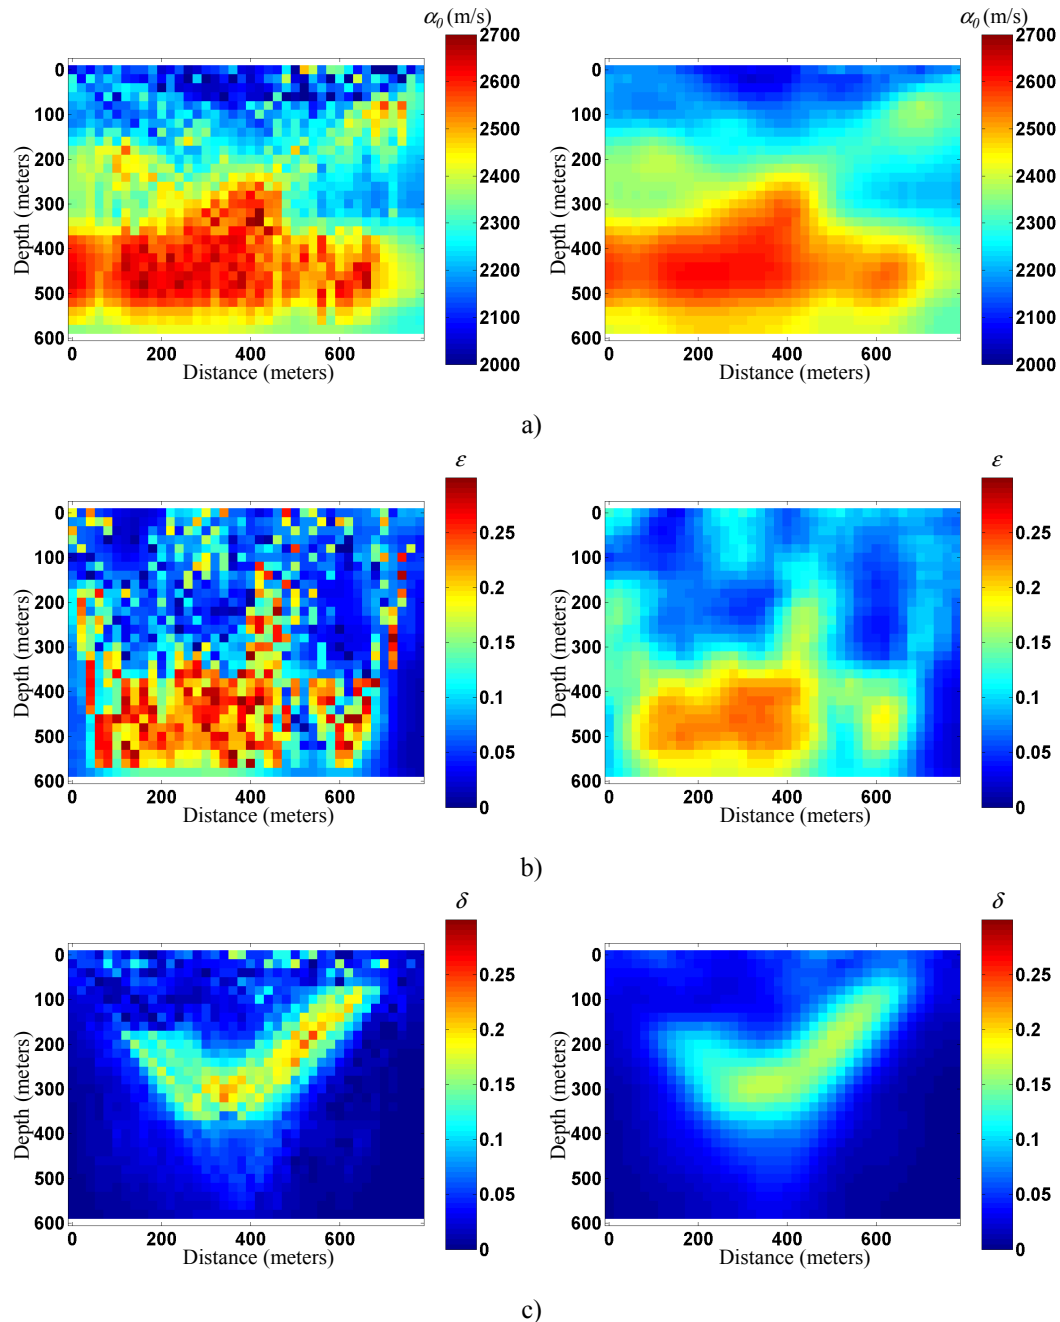 α₀ (m/s) α₀ (m/s)
2700 2700
0 2600 0 2600
100 100
2500 2500
200 2400 200 2400
300 2300 300 2300
400 2200 400 2200
500 2100 500 2100
600 2000 600 2000
Depth (meters) Depth (meters)
0 200 400 600 0 200 400 600
Distance (meters) Distance (meters)
a)
ε ε
0 0.25 0 0.25
100 0.2 100 0.2
200 200
300 0.15 300 0.15
400 0.1 400 0.1
500 0.05 500 0.05
600 0 600 0
Depth (meters) Depth (meters)
0 200 400 600 0 200 400 600
Distance (meters) Distance (meters)
b)
δ δ
0 0.25 0 0.25
100 0.2 100 0.2
200 200
300 0.15 300 0.15
400 0.1 400 0.1
500 0.05 500 0.05
600 0 600 0
Depth (meters) Depth (meters)
0 200 400 600 0 200 400 600
Distance (meters) Distance (meters)
c)